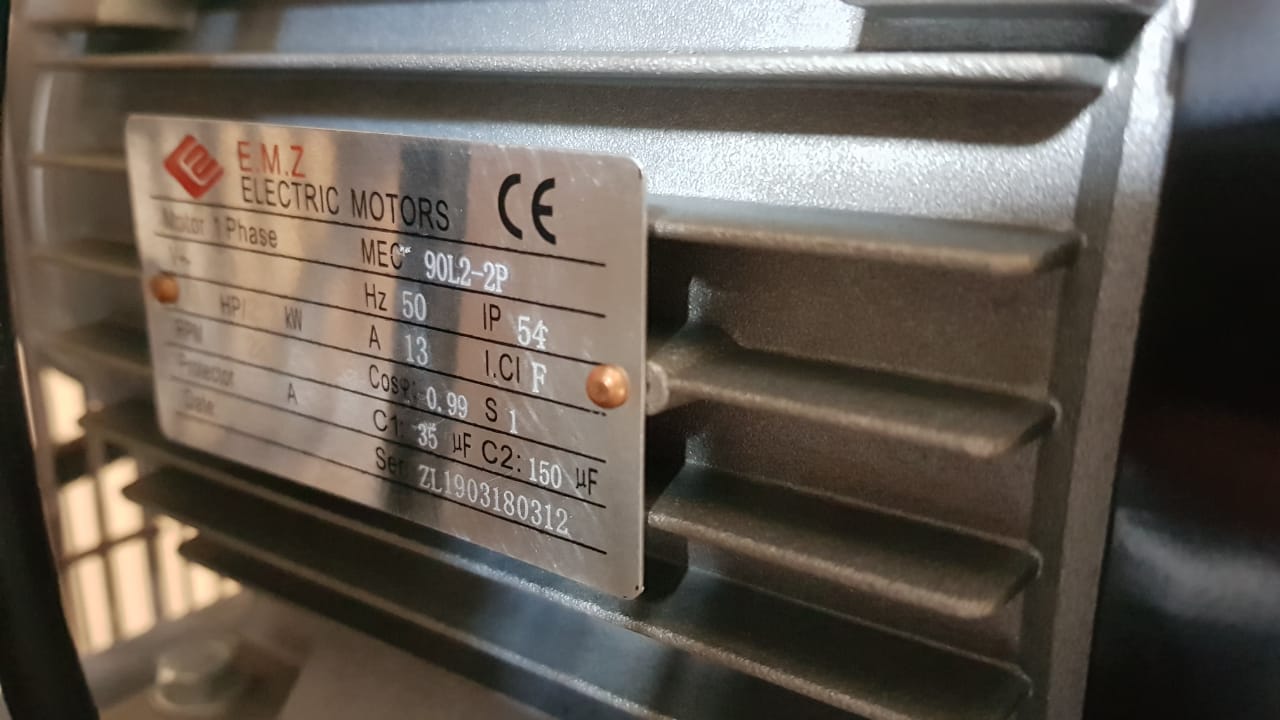 E.M.Z
ELECTRIC MOTORS CE
Motor 1 Phase MEC 90L2-2P
V~ Hz 50 IP 54
HP/ kW A 13 I.Cl F
RPM Cosφ: 0.99 S 1
Protector A C1: 35 μF C2: 150 μF
Date Ser ZL1903180312